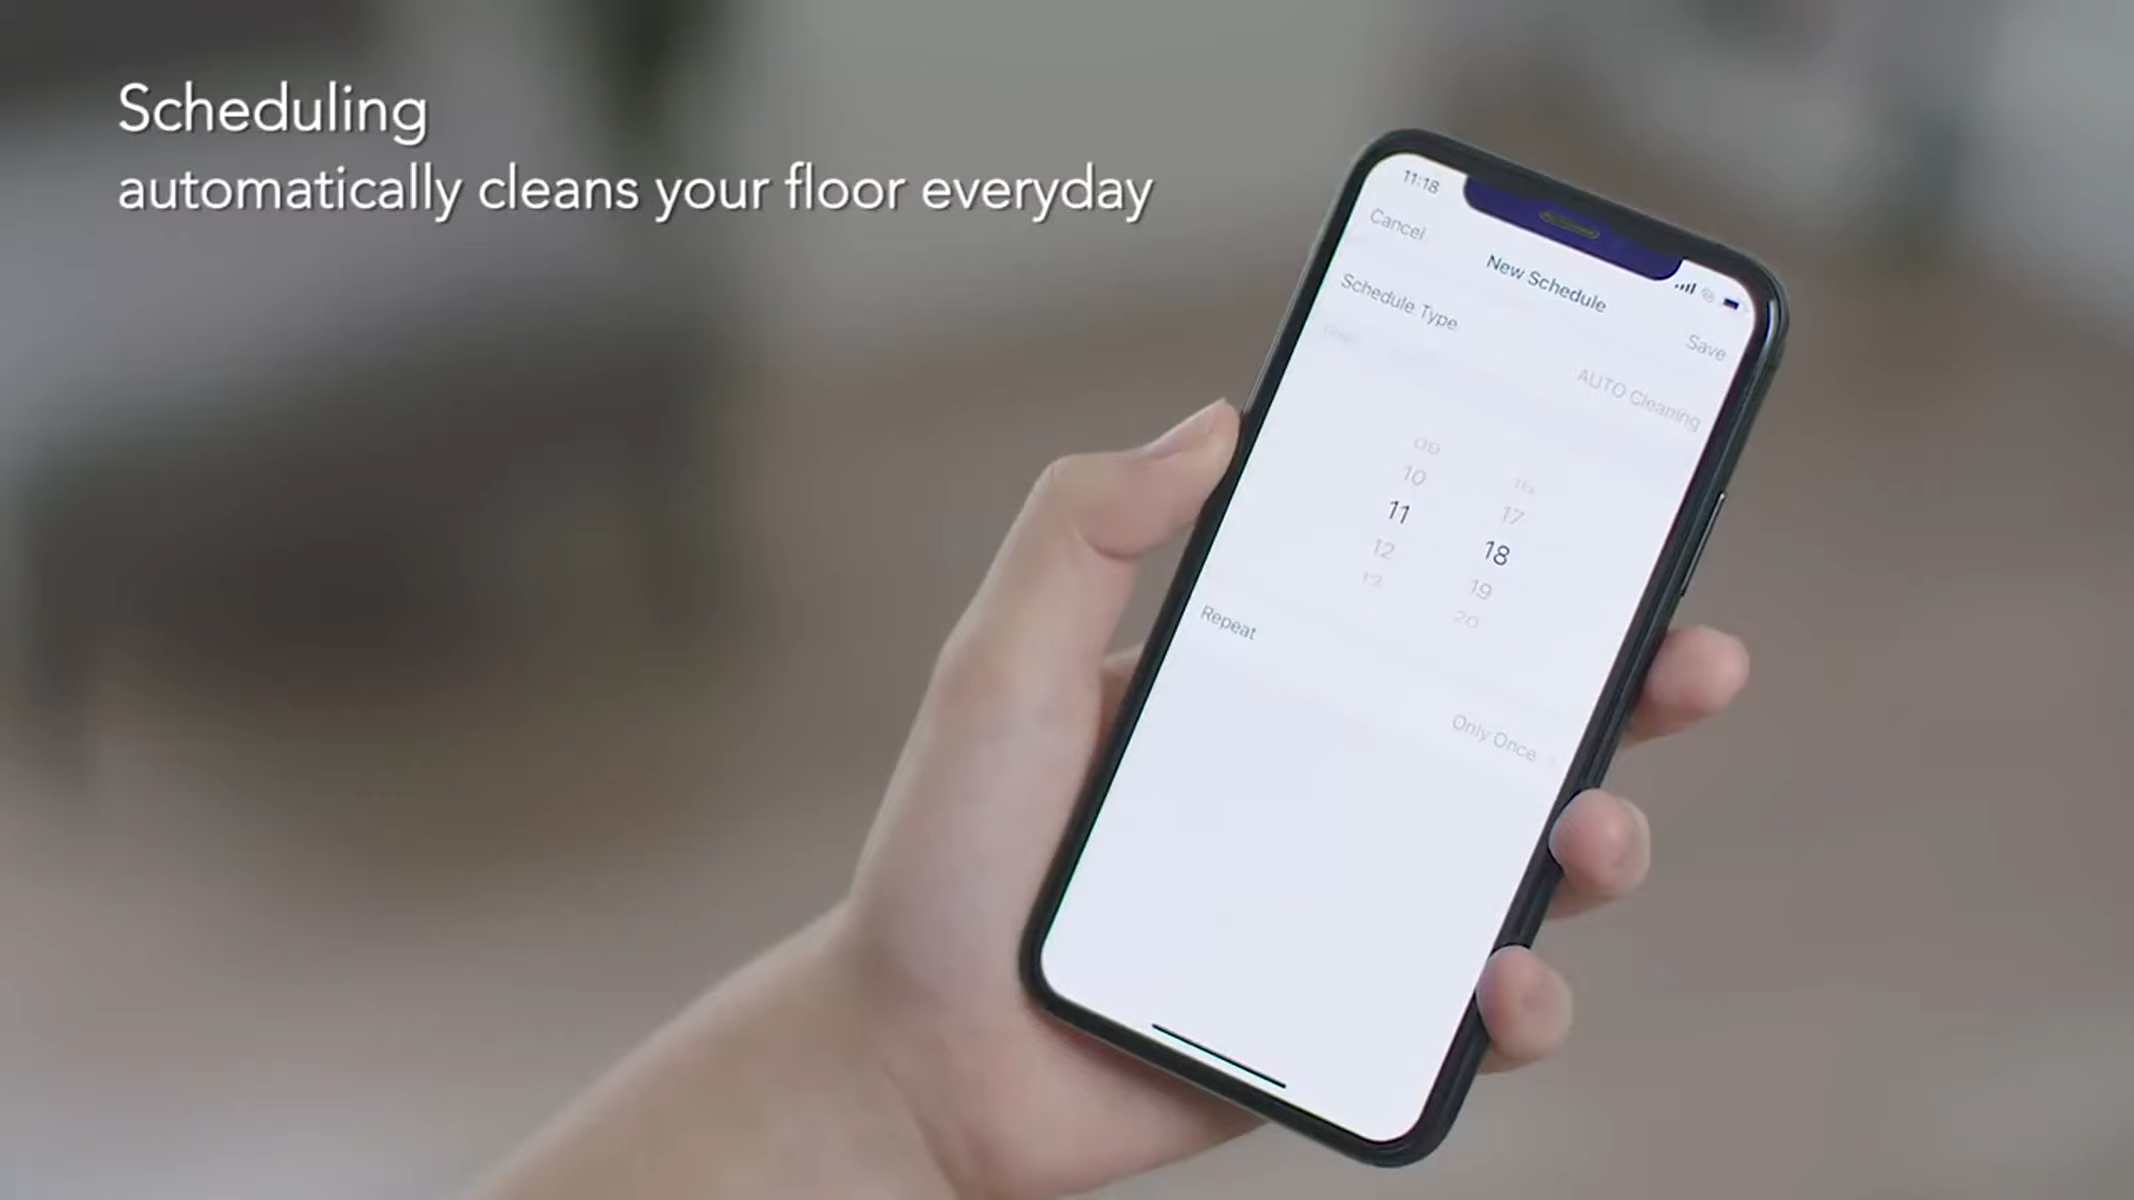 Scheduling
automatically cleans your floor everyday
11:18
Cancel
New Schedule
Save
Schedule Type
AUTO Cleaning
09
10
11
12
13
16
17
18
19
20
Repeat
Only Once